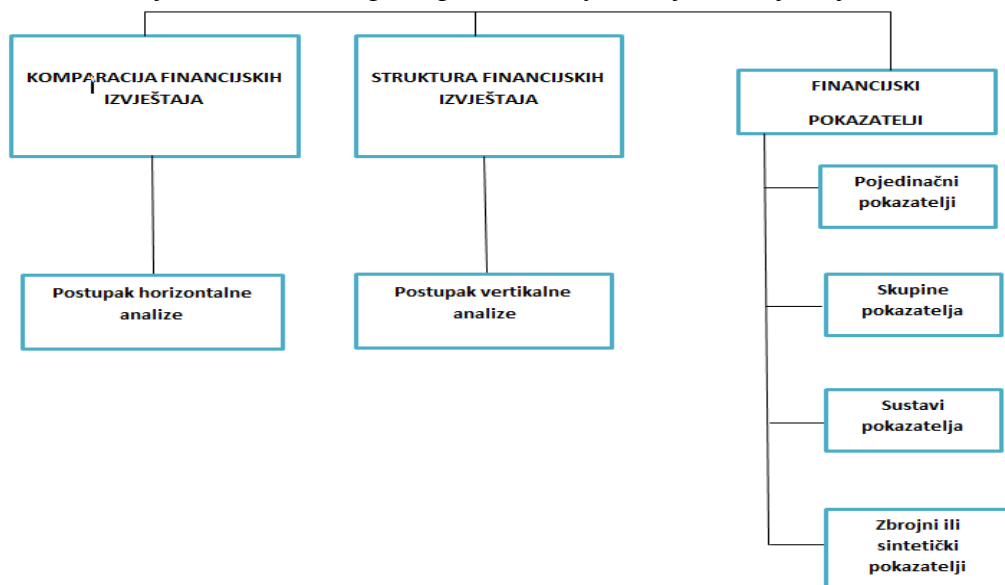 KOMPARACIJA FINANCIJSKIH
IZVJEŠTAJA
STRUKTURA FINANCIJSKIH
IZVJEŠTAJA
FINANCIJSKI
POKAZATELJI
Pojedinačni
pokazatelji
Postupak horizontalne
analize
Postupak vertikalne
analize
Skupine
pokazatelja
Sustavi
pokazatelja
Zbrojni ili
sintetički
pokazatelji